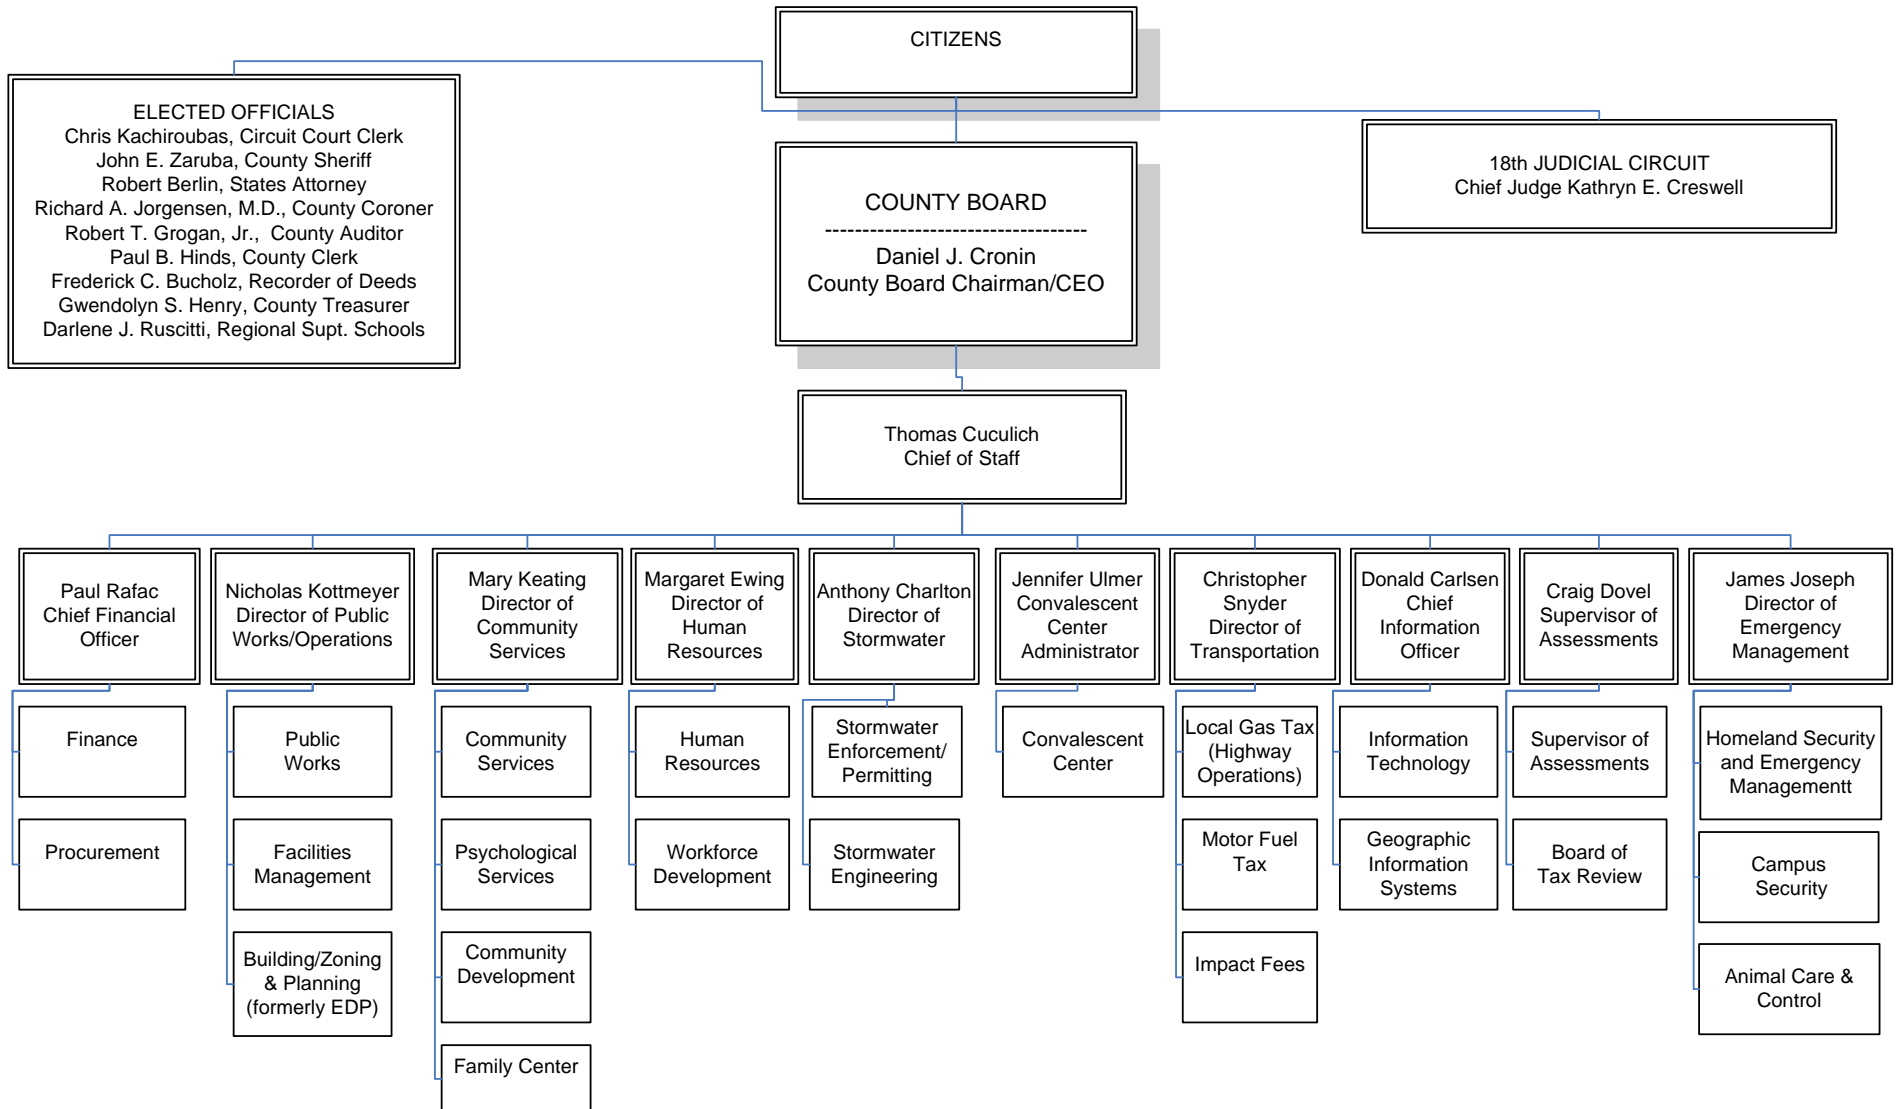 CITIZENS
ELECTED OFFICIALS
Chris Kachiroubas, Circuit Court Clerk
John E. Zaruba, County Sheriff
Robert Berlin, States Attorney
Richard A. Jorgensen, M.D., County Coroner
Robert T. Grogan, Jr., County Auditor
Paul B. Hinds, County Clerk
Frederick C. Bucholz, Recorder of Deeds
Gwendolyn S. Henry, County Treasurer
Darlene J. Ruscitti, Regional Supt. Schools
COUNTY BOARD
-----------------------------------
Daniel J. Cronin
County Board Chairman/CEO
18th JUDICIAL CIRCUIT
Chief Judge Kathryn E. Creswell
Thomas Cuculich
Chief of Staff
Paul Rafac
Chief Financial
Officer
Nicholas Kottmeyer
Director of Public
Works/Operations
Mary Keating
Director of
Community
Services
Margaret Ewing
Director of
Human
Resources
Anthony Charlton
Director of
Stormwater
Jennifer Ulmer
Convalescent
Center
Administrator
Christopher
Snyder
Director of
Transportation
Donald Carlsen
Chief
Information
Officer
Craig Dovel
Supervisor of
Assessments
James Joseph
Director of
Emergency
Management
Finance
Public
Works
Community
Services
Human
Resources
Stormwater
Enforcement/
Permitting
Convalescent
Center
Local Gas Tax
(Highway
Operations)
Information
Technology
Supervisor of
Assessments
Homeland Security
and Emergency
Managementt
Procurement
Facilities
Management
Psychological
Services
Workforce
Development
Stormwater
Engineering
Motor Fuel
Tax
Geographic
Information
Systems
Board of
Tax Review
Campus
Security
Building/Zoning
& Planning
(formerly EDP)
Community
Development
Impact Fees
Animal Care &
Control
Family Center